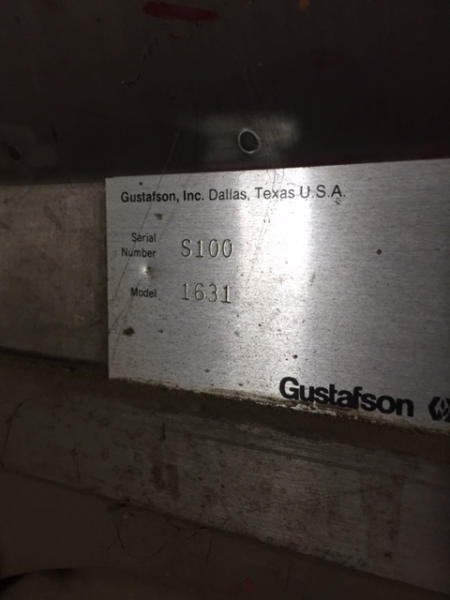 Gustafson, Inc. Dallas, Texas U.S.A.
Serial
Number S100
Model 1631
Gustafson